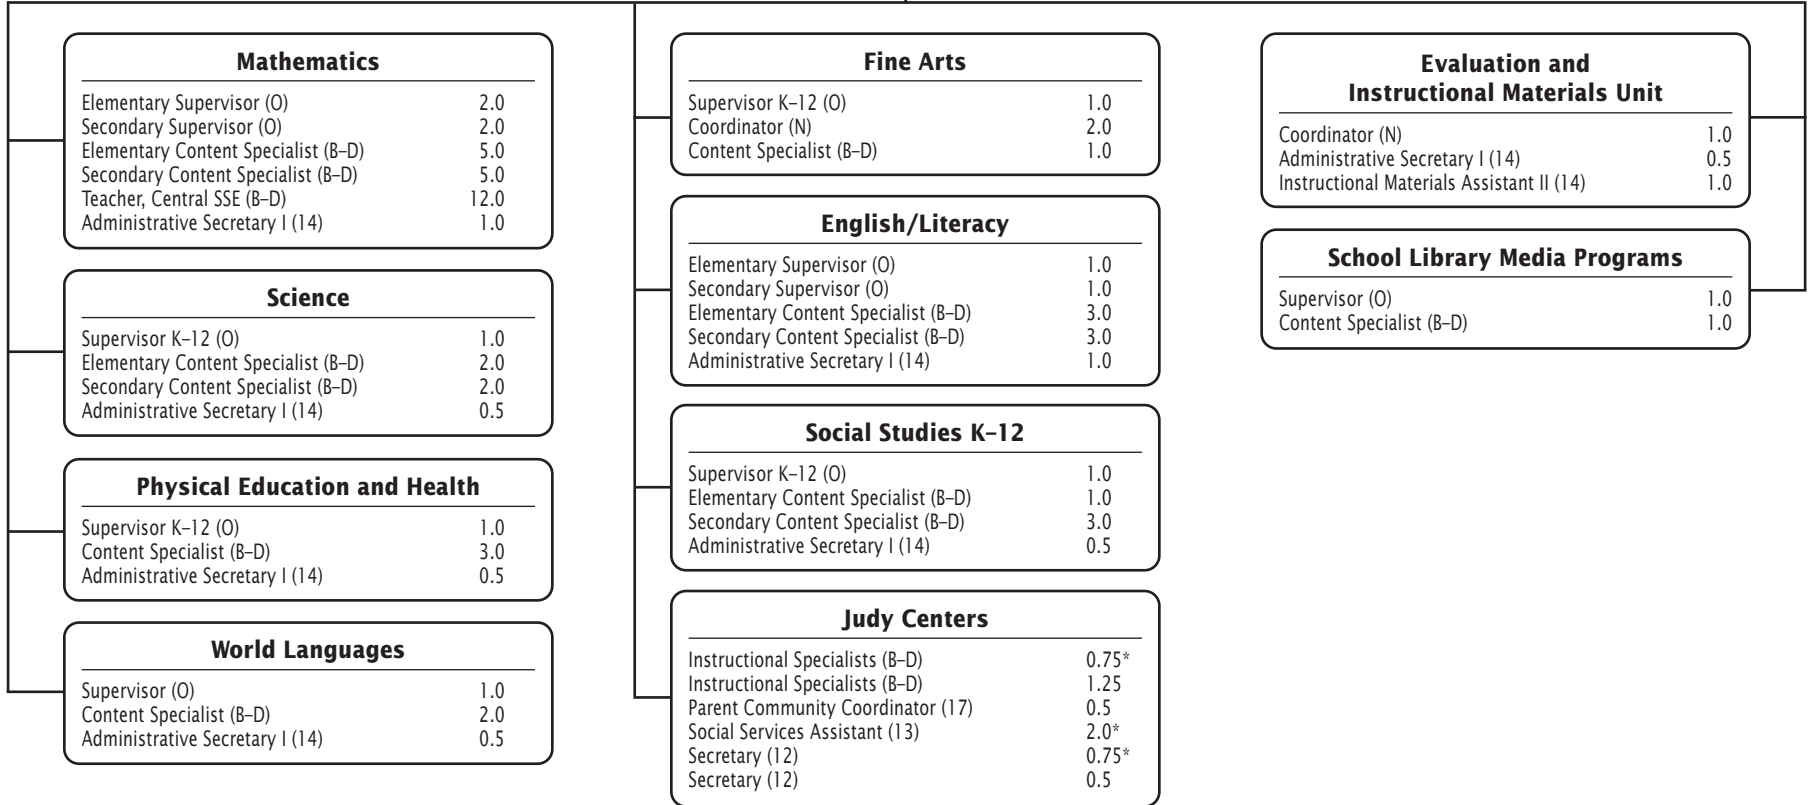 Mathematics
Elementary Supervisor (O) 2.0
Secondary Supervisor (O) 2.0
Elementary Content Specialist (B–D) 5.0
Secondary Content Specialist (B–D) 5.0
Teacher, Central SSE (B–D) 12.0
Administrative Secretary I (14) 1.0
Science
Supervisor K–12 (O) 1.0
Elementary Content Specialist (B–D) 2.0
Secondary Content Specialist (B–D) 2.0
Administrative Secretary I (14) 0.5
Physical Education and Health
Supervisor K–12 (O) 1.0
Content Specialist (B–D) 3.0
Administrative Secretary I (14) 0.5
World Languages
Supervisor (O) 1.0
Content Specialist (B–D) 2.0
Administrative Secretary I (14) 0.5
Fine Arts
Supervisor K–12 (O) 1.0
Coordinator (N) 2.0
Content Specialist (B–D) 1.0
English/Literacy
Elementary Supervisor (O) 1.0
Secondary Supervisor (O) 1.0
Elementary Content Specialist (B–D) 3.0
Secondary Content Specialist (B–D) 3.0
Administrative Secretary I (14) 1.0
Social Studies K–12
Supervisor K–12 (O) 1.0
Elementary Content Specialist (B–D) 1.0
Secondary Content Specialist (B–D) 3.0
Administrative Secretary I (14) 0.5
Judy Centers
Instructional Specialists (B–D) 0.75*
Instructional Specialists (B–D) 1.25
Parent Community Coordinator (17) 0.5
Social Services Assistant (13) 2.0*
Secretary (12) 0.75*
Secretary (12) 0.5
Evaluation and
Instructional Materials Unit
Coordinator (N) 1.0
Administrative Secretary I (14) 0.5
Instructional Materials Assistant II (14) 1.0
School Library Media Programs
Supervisor (O) 1.0
Content Specialist (B–D) 1.0